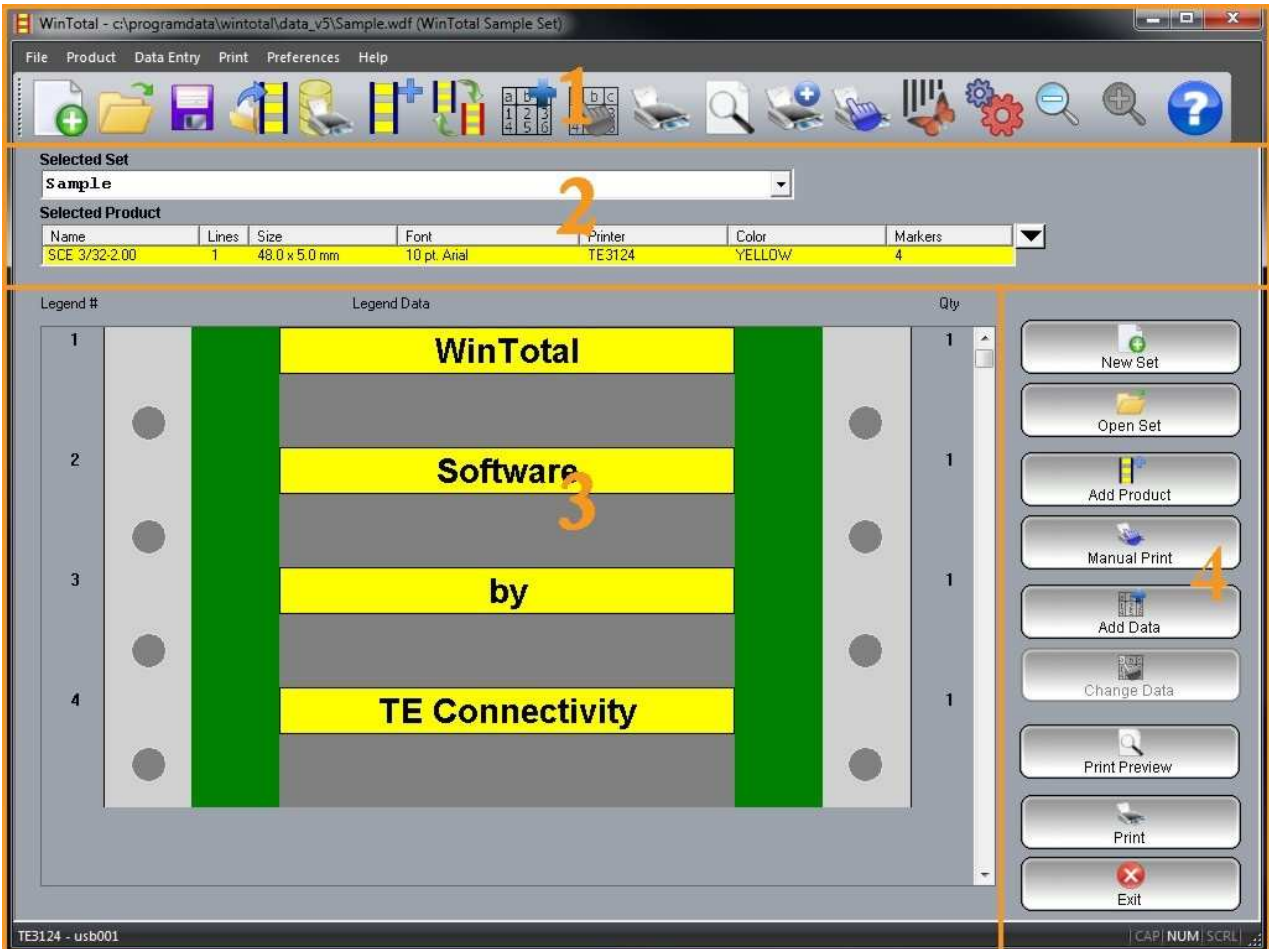 WinTotal - c:\programdata\wintotal\data_v5\Sample.wdf (WinTotal Sample Set)
File Product Data Entry Print Preferences Help
1
Selected Set
Sample
2
Selected Product
Name Lines Size Font Printer Color Markers
SCE 3/32-2.00 1 48.0 x 5.0 mm 10 pt. Arial TE3124 YELLOW 4
Legend # Legend Data Qty
1 WinTotal 1
2 Software 1
3
3 by 1
4 TE Connectivity 1
New Set
Open Set
Add Product
Manual Print
4
Add Data
Change Data
Print Preview
Print
Exit
TE3124 - usb001 CAP NUM SCRL